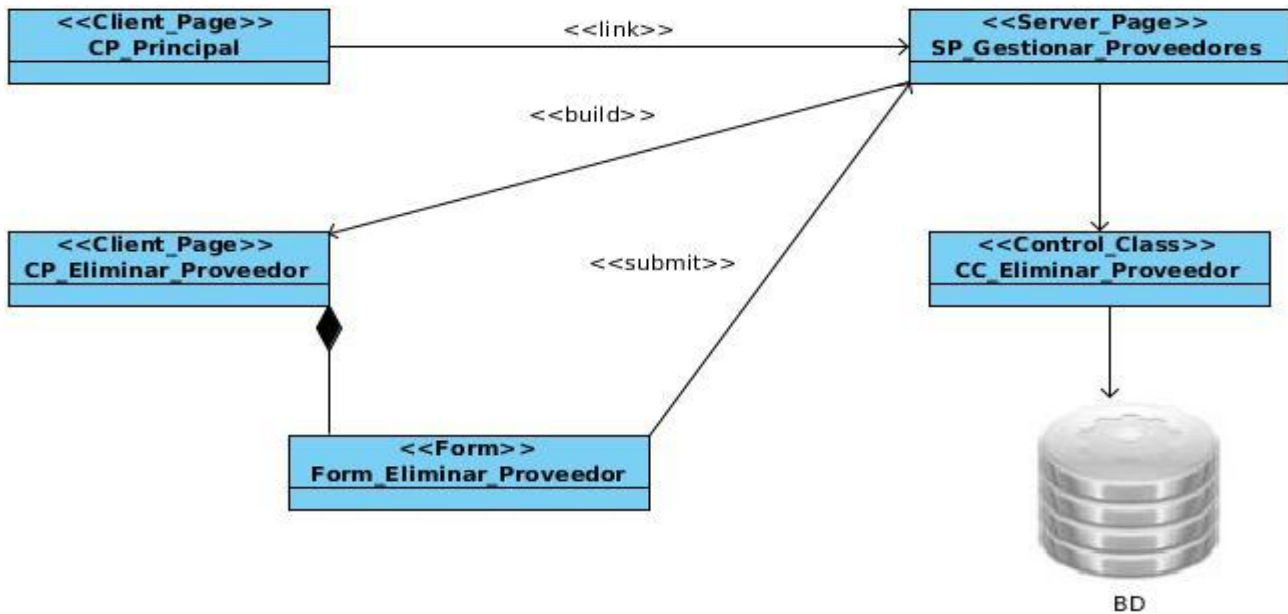 <<Client_Page>>
CP_Principal
<<link>>
<<Server_Page>>
SP_Gestionar_Proveedores
<<build>>
<<Client_Page>>
CP_Eliminar_Proveedor
<<submit>>
<<Control_Class>>
CC_Eliminar_Proveedor
<<Form>>
Form_Eliminar_Proveedor
BD